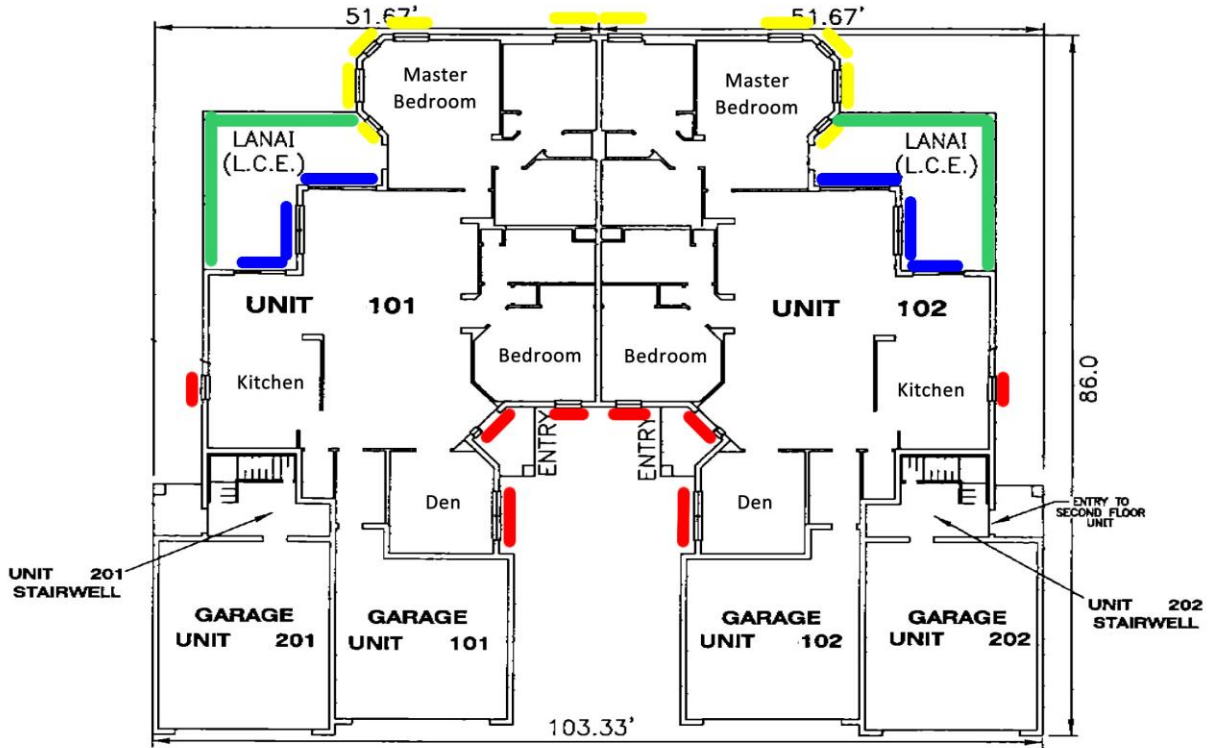 51.67'
51.67'
Master
Bedroom
Master
Bedroom
LANAI
(L.C.E.)
LANAI
(L.C.E.)
UNIT 101
UNIT 102
Bedroom
Bedroom
Kitchen
Kitchen
86.0
ENTRY
ENTRY
Den
Den
ENTRY TO
SECOND FLOOR
UNIT
UNIT 201
STAIRWELL
UNIT 202
STAIRWELL
GARAGE
UNIT 201
GARAGE
UNIT 101
GARAGE
UNIT 102
GARAGE
UNIT 202
103.33'